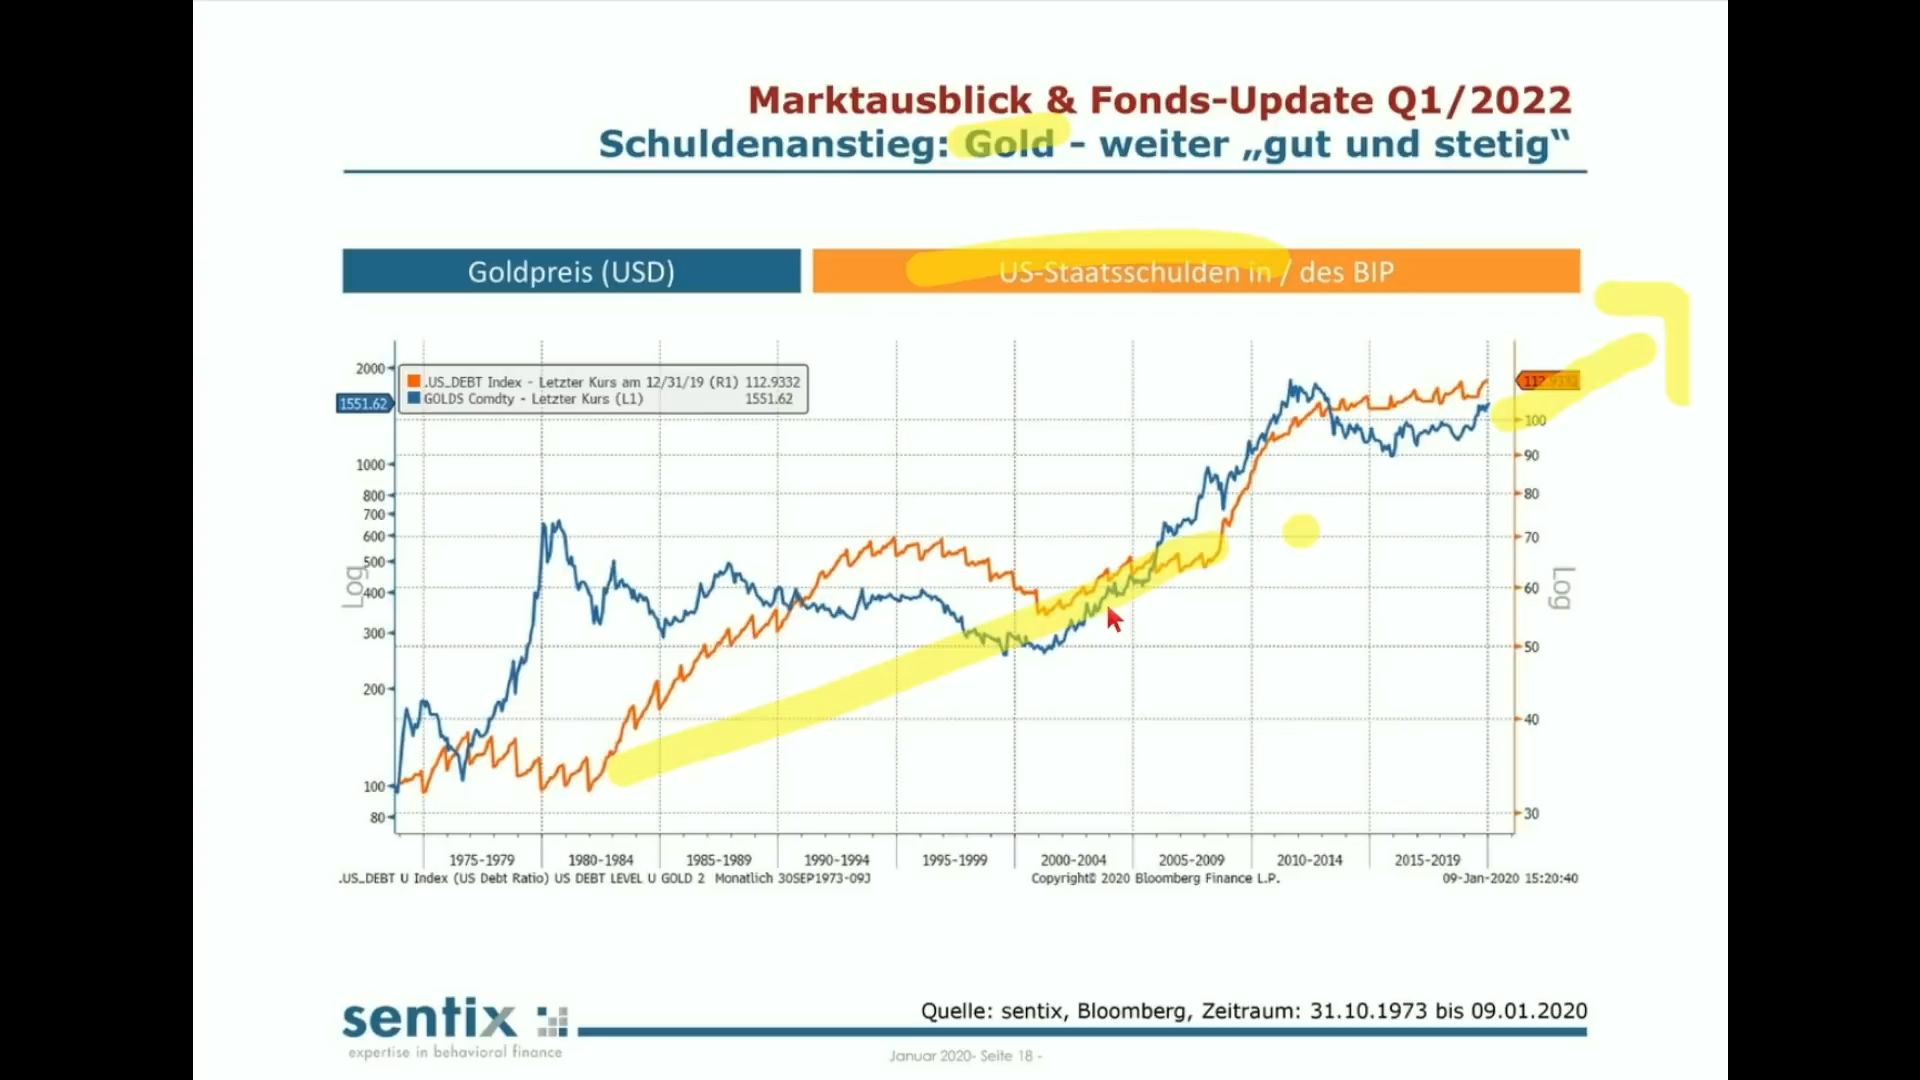 Marktausblick & Fonds-Update Q1/2022
Schuldenanstieg: Gold - weiter „gut und stetig“
Goldpreis (USD)
US-Staatsschulden in / des BIP
.US_DEBT Index - Letzter Kurs am 12/31/19 (R1) 112.9332
GOLDS Comdty - Letzter Kurs (L1) 1551.62
2000
1551.62
1000
800
700
600
500
400
300
200
100
80
Log
112.9332
100
90
80
70
60
50
40
30
Log
1975-1979 1980-1984 1985-1989 1990-1994 1995-1999 2000-2004 2005-2009 2010-2014 2015-2019
.US_DEBT U Index (US Debt Ratio) US DEBT LEVEL U GOLD 2 Monatlich 30SEP1973-09J
Copyright© 2020 Bloomberg Finance L.P.
09-Jan-2020 15:20:40
sentix
expertise in behavioral finance
Quelle: sentix, Bloomberg, Zeitraum: 31.10.1973 bis 09.01.2020
Januar 2020- Seite 18 -